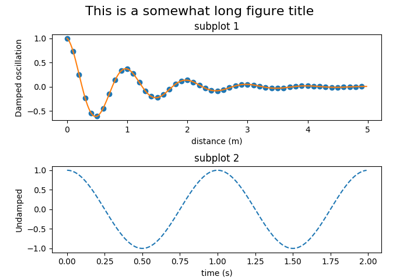 This is a somewhat long figure title
subplot 1
Damped oscillation
1.0
0.5
0.0
−0.5
0 1 2 3 4 5
distance (m)
subplot 2
Undamped
1.0
0.5
0.0
−0.5
−1.0
0.00 0.25 0.50 0.75 1.00 1.25 1.50 1.75 2.00
time (s)